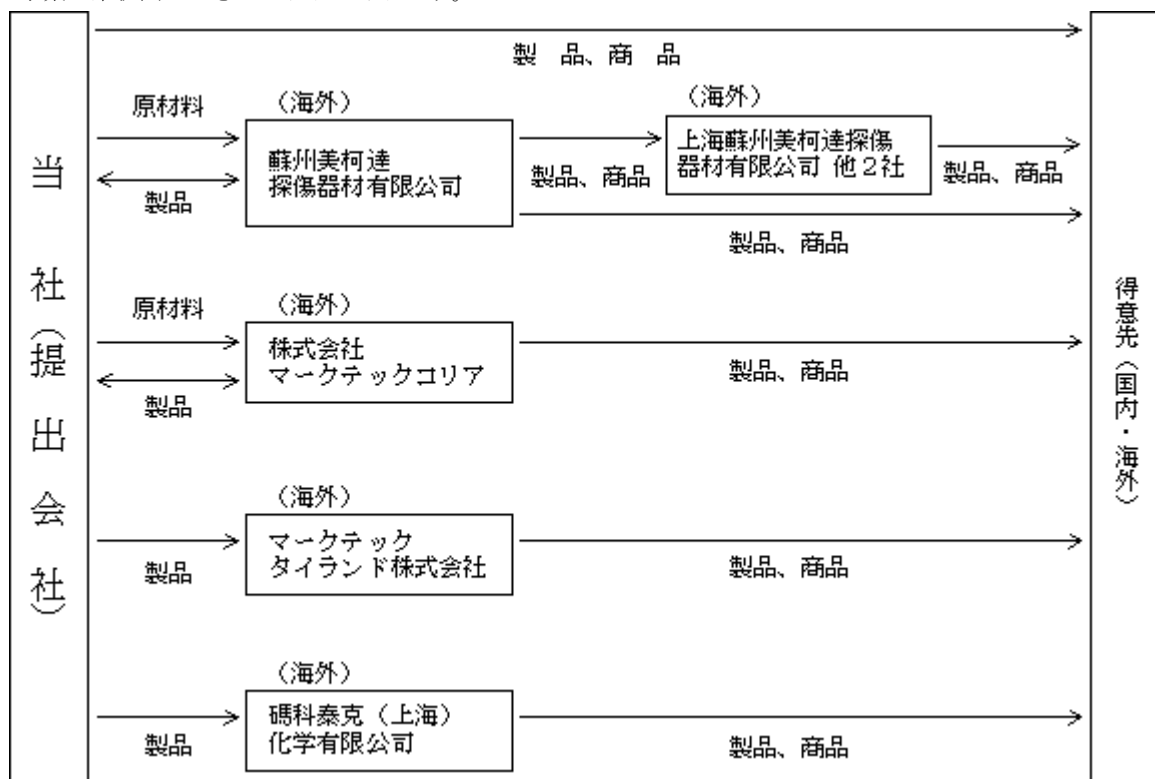 製　品、商　品
当　社（提　出　会　社）
原材料
製品
（海外）
蘇州美柯達
探傷器材有限公司
製品、商品
（海外）
上海蘇州美柯達探傷
器材有限公司 他２社
製品、商品
製品、商品
原材料
製品
（海外）
株式会社
マークテックコリア
製品、商品
製品
（海外）
マークテック
タイランド株式会社
製品、商品
製品
（海外）
碼科泰克（上海）
化学有限公司
製品、商品
得意先（国内・海外）